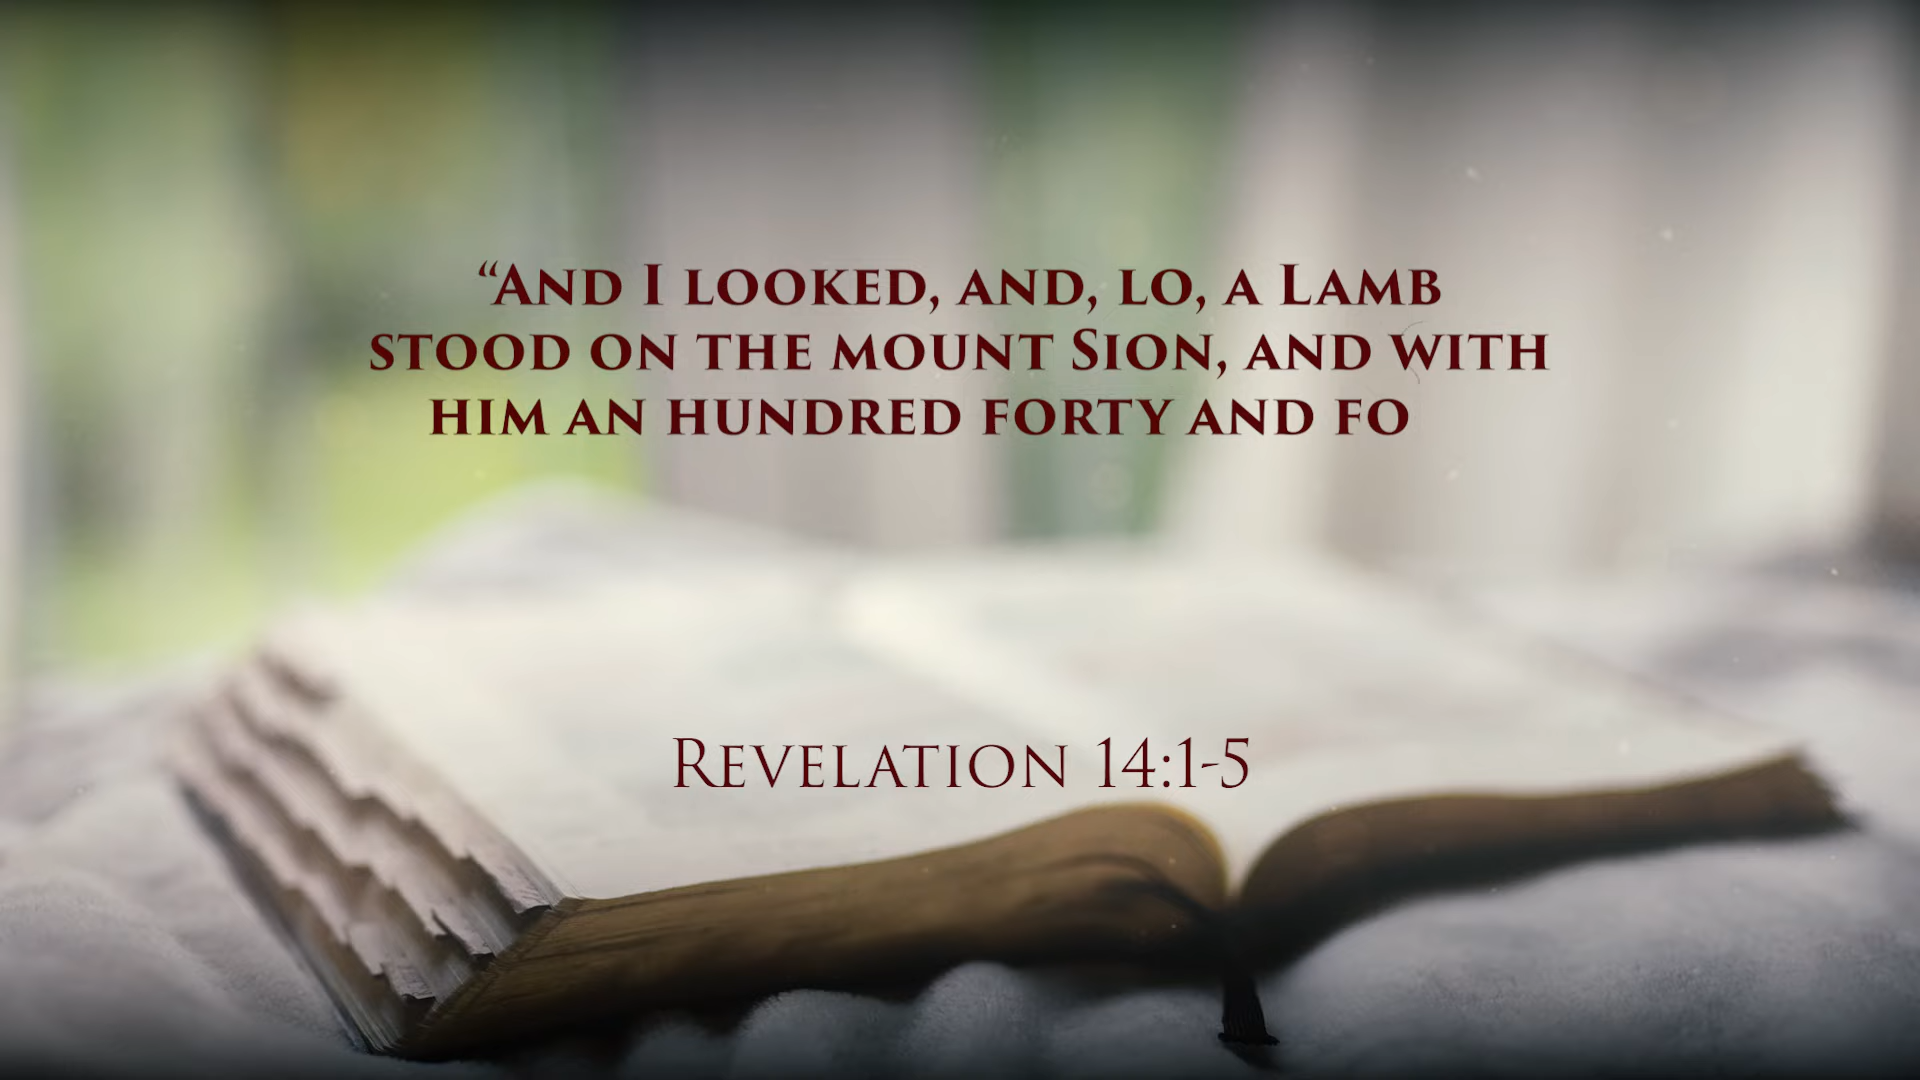 “And I looked, and, lo, a Lamb
stood on the mount Sion, and with
him an hundred forty and fo
Revelation 14:1-5